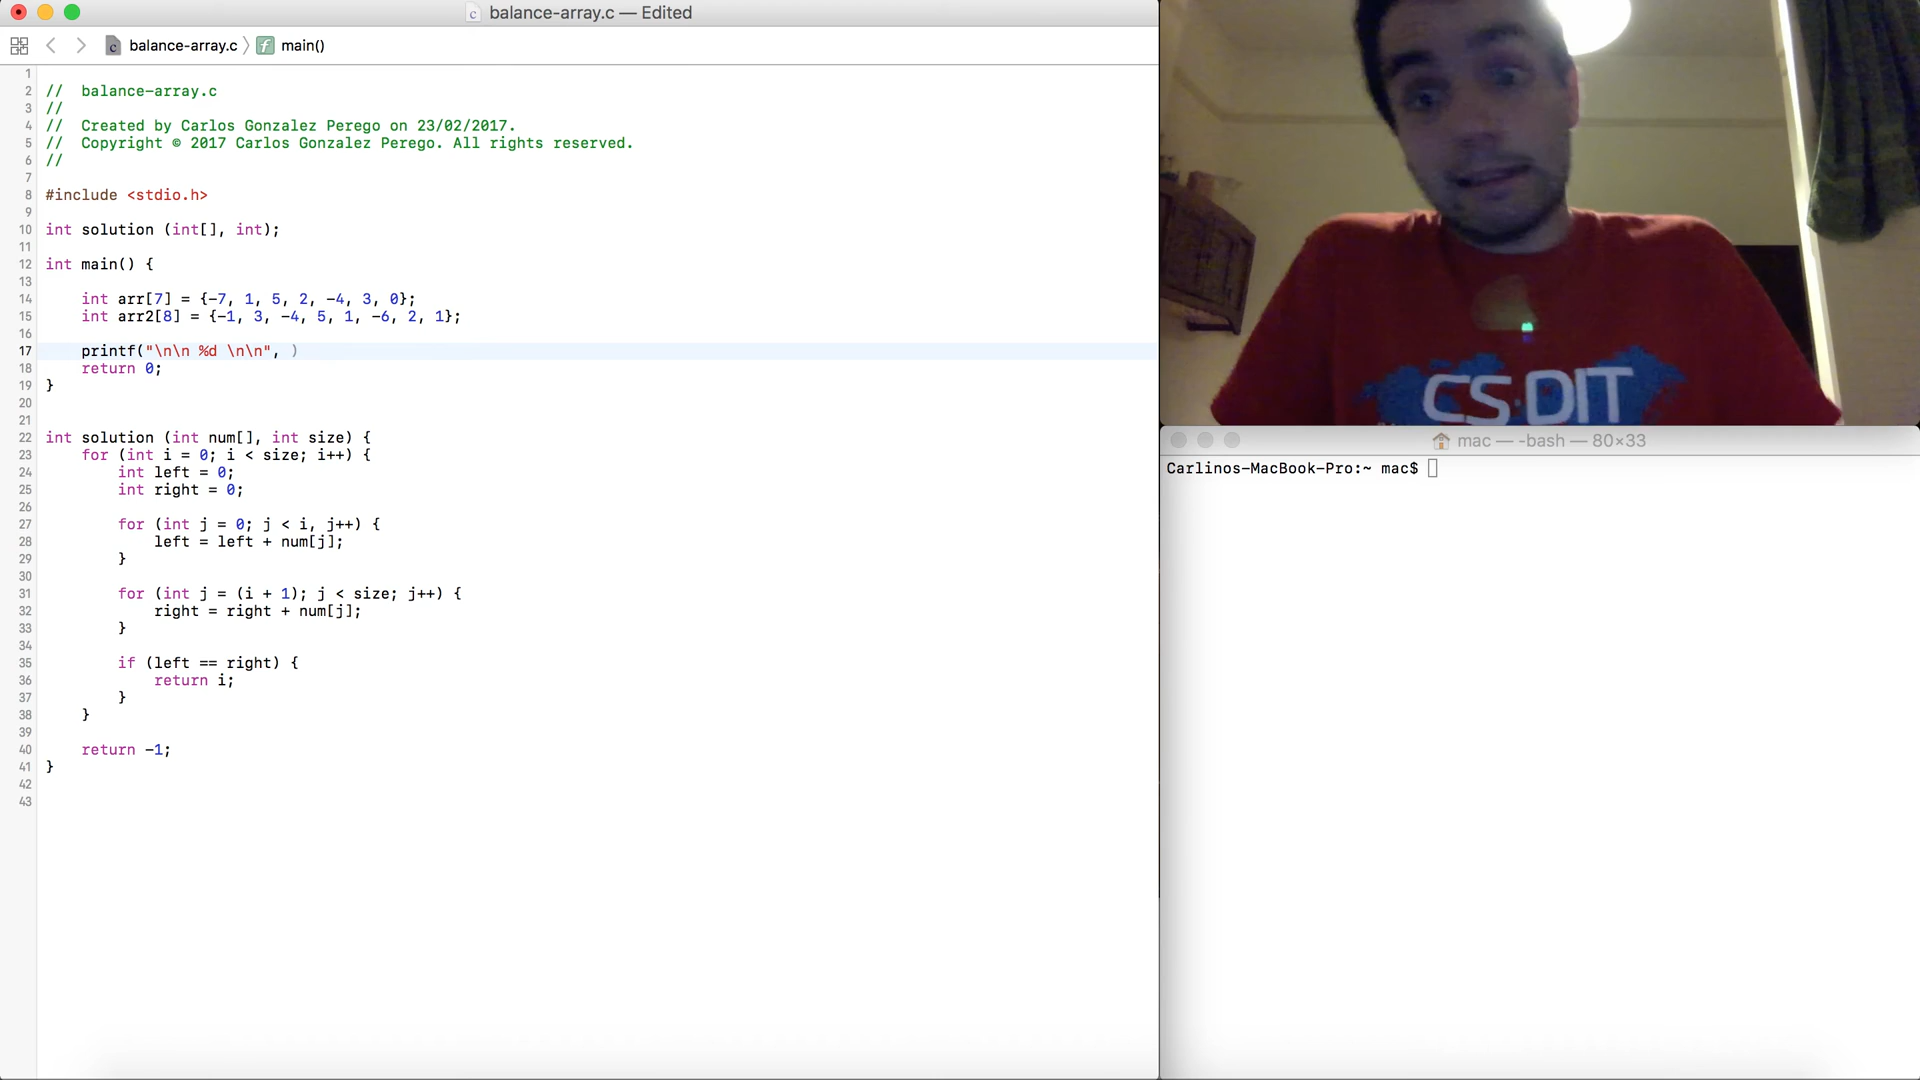 balance-array.c — Edited
balance-array.c main()
1
2 //  balance-array.c
3 //
4 //  Created by Carlos Gonzalez Perego on 23/02/2017.
5 //  Copyright © 2017 Carlos Gonzalez Perego. All rights reserved.
6 //
7
8 #include <stdio.h>
9
10 int solution (int[], int);
11
12 int main() {
13
14     int arr[7] = {-7, 1, 5, 2, -4, 3, 0};
15     int arr2[8] = {-1, 3, -4, 5, 1, -6, 2, 1};
16
17     printf("\n\n %d \n\n", )
18     return 0;
19 }
20
21
22 int solution (int num[], int size) {
23     for (int i = 0; i < size; i++) {
24         int left = 0;
25         int right = 0;
26
27         for (int j = 0; j < i, j++) {
28             left = left + num[j];
29         }
30
31         for (int j = (i + 1); j < size; j++) {
32             right = right + num[j];
33         }
34
35         if (left == right) {
36             return i;
37         }
38     }
39
40     return -1;
41 }
42
43
CS·DIT
mac — -bash — 80×33
Carlinos-MacBook-Pro:~ mac$